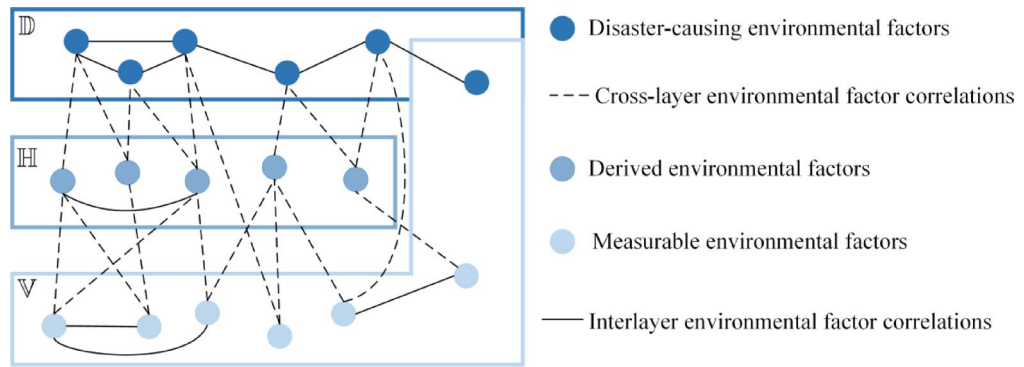 𝔻
Disaster-causing environmental factors
Cross-layer environmental factor correlations
ℍ
Derived environmental factors
Measurable environmental factors
𝕍
Interlayer environmental factor correlations